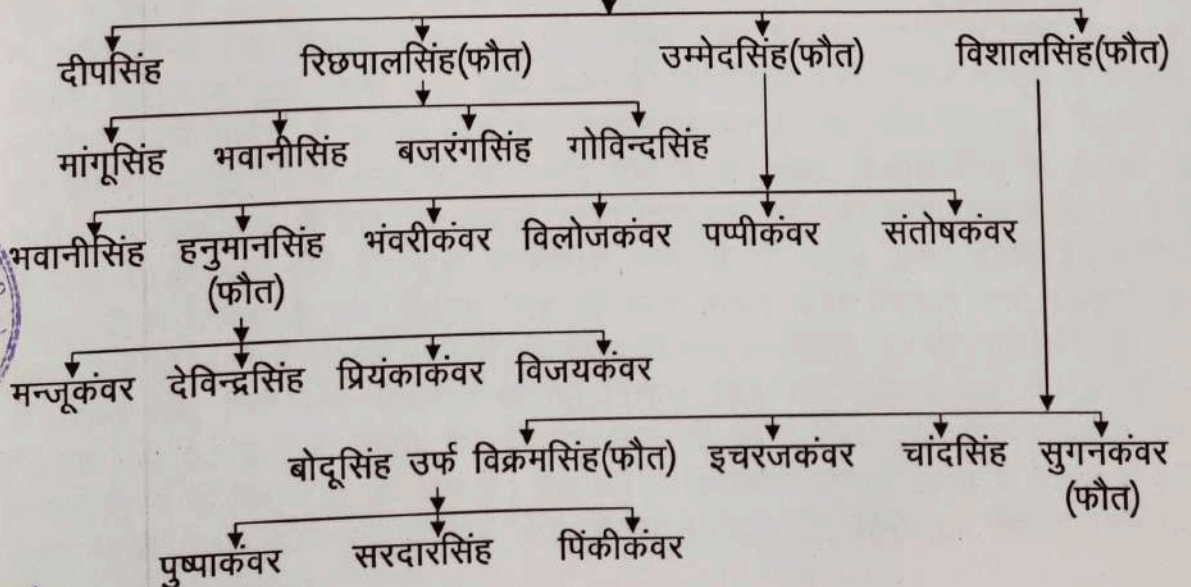 दीपसिंह रिछपालसिंह(फौत) उम्मेदसिंह(फौत) विशालसिंह(फौत)
मांगूसिंह भवानीसिंह बजरंगसिंह गोविन्दसिंह
भवानीसिंह हनुमानसिंह भंवरीकंवर विलोजकंवर पप्पीकंवर संतोषकंवर
(फौत)
मन्जूकंवर देविन्द्रसिंह प्रियंकाकंवर विजयकंवर
बोदूसिंह उर्फ विक्रमसिंह(फौत) इचरजकंवर चांदसिंह सुगनकंवर
(फौत)
पुष्पाकंवर सरदारसिंह पिंकीकंवर